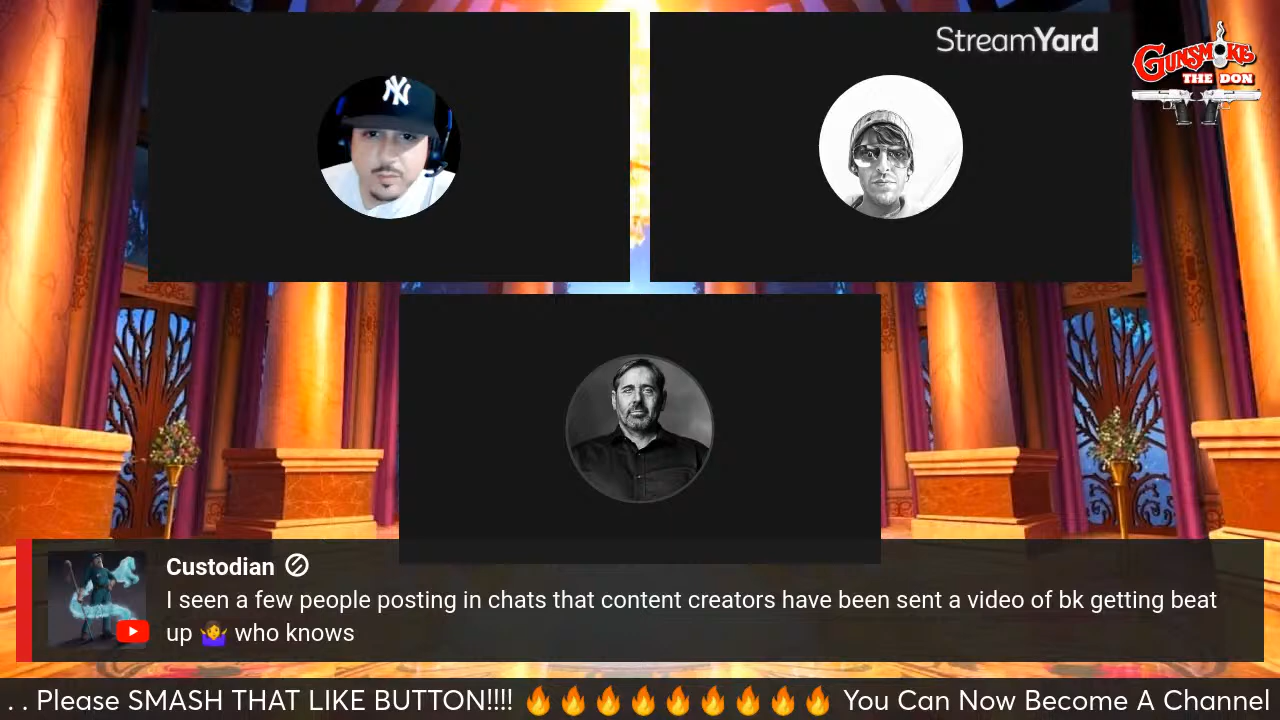 StreamYard
GUNSMOKE
THE DON
NY
Custodian
I seen a few people posting in chats that content creators have been sent a video of bk getting beat
up 🤷 who knows
. . Please SMASH THAT LIKE BUTTON!!!! 🔥🔥🔥🔥🔥🔥🔥🔥🔥 You Can Now Become A Channel